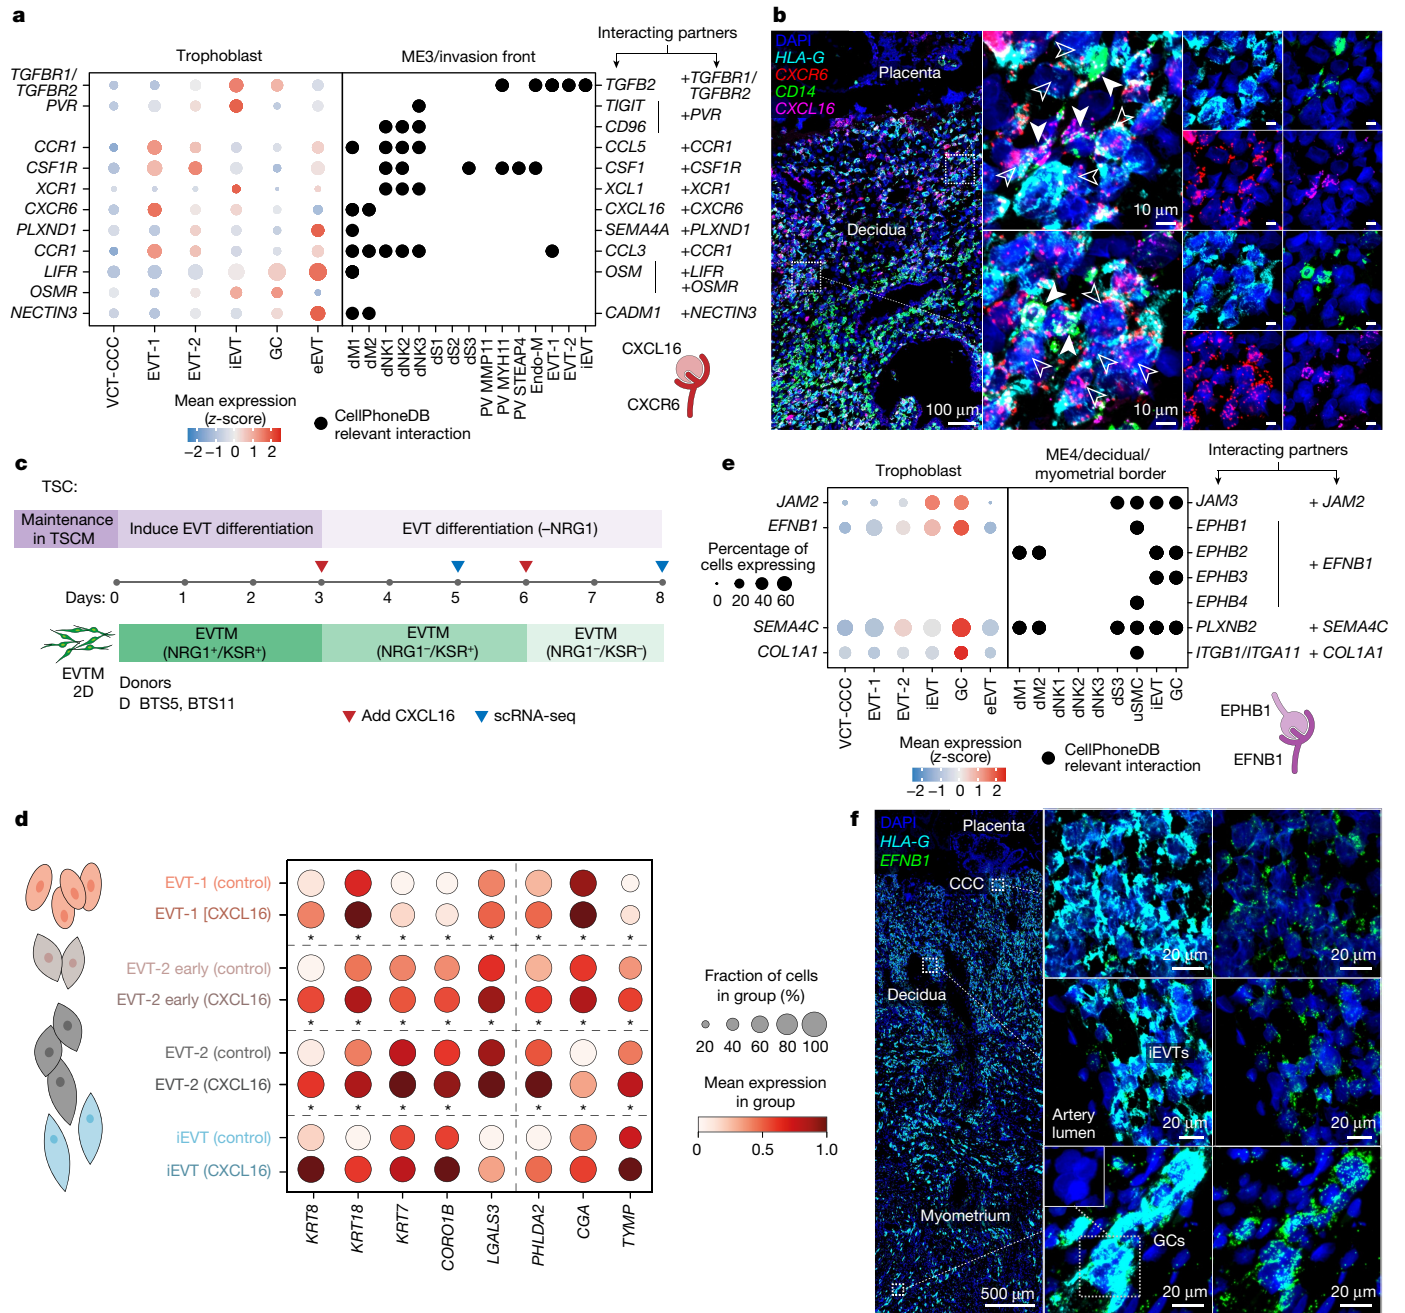 a
Trophoblast
ME3/invasion front
Interacting partners
TGFBR1/
TGFBR2
PVR
CCR1
CSF1R
XCR1
CXCR6
PLXND1
CCR1
LIFR
OSMR
NECTIN3
TGFB2
TIGIT
CD96
CCL5
CSF1
XCL1
CXCL16
SEMA4A
CCL3
OSM
CADM1
+TGFBR1/
TGFBR2
+PVR
+CCR1
+CSF1R
+XCR1
+CXCR6
+PLXND1
+CCR1
+LIFR
+OSMR
+NECTIN3
VCT-CCC
EVT-1
EVT-2
iEVT
GC
eEVT
dM1
dM2
dNK1
dNK2
dNK3
dS1
dS2
dS3
PV MMP11
PV MYH11
PV STEAP4
Endo-M
EVT-1
EVT-2
iEVT
Mean expression
(z-score)
−2 −1 0 1 2
CellPhoneDB
relevant interaction
CXCL16
CXCR6
b
DAPI
HLA-G
CXCR6
CD14
CXCL16
Placenta
Decidua
100 μm
10 μm
10 μm
c
TSC:
Maintenance
in TSCM
Induce EVT differentiation
EVT differentiation (−NRG1)
Days: 0 1 2 3 4 5 6 7 8
EVTM
(NRG1⁺/KSR⁺)
EVTM
(NRG1⁻/KSR⁺)
EVTM
(NRG1⁻/KSR⁻)
EVTM
2D
Donors
D BTS5, BTS11
Add CXCL16
scRNA-seq
e
Trophoblast
ME4/decidual/
myometrial border
Interacting partners
JAM2
EFNB1
SEMA4C
COL1A1
Percentage of
cells expressing
0 20 40 60
JAM3
EPHB1
EPHB2
EPHB3
EPHB4
PLXNB2
ITGB1/ITGA11
+ JAM2
+ EFNB1
+ SEMA4C
+ COL1A1
VCT-CCC
EVT-1
EVT-2
iEVT
GC
eEVT
dM1
dM2
dNK1
dNK2
dNK3
dS3
uSMC
iEVT
GC
Mean expression
(z-score)
−2 −1 0 1 2
CellPhoneDB
relevant interaction
EPHB1
EFNB1
d
EVT-1 (control)
EVT-1 [CXCL16)
* * * * * * * *
EVT-2 early (control)
EVT-2 early (CXCL16)
* * * * * * * *
EVT-2 (control)
EVT-2 (CXCL16)
* * * * * * * *
iEVT (control)
iEVT (CXCL16)
KRT8
KRT18
KRT7
CORO1B
LGALS3
PHLDA2
CGA
TYMP
Fraction of cells
in group (%)
20 40 60 80 100
Mean expression
in group
0 0.5 1.0
f
DAPI
HLA-G
EFNB1
Placenta
CCC
Decidua
Myometrium
500 μm
20 μm
20 μm
iEVTs
Artery
lumen
20 μm
20 μm
GCs
20 μm
20 μm